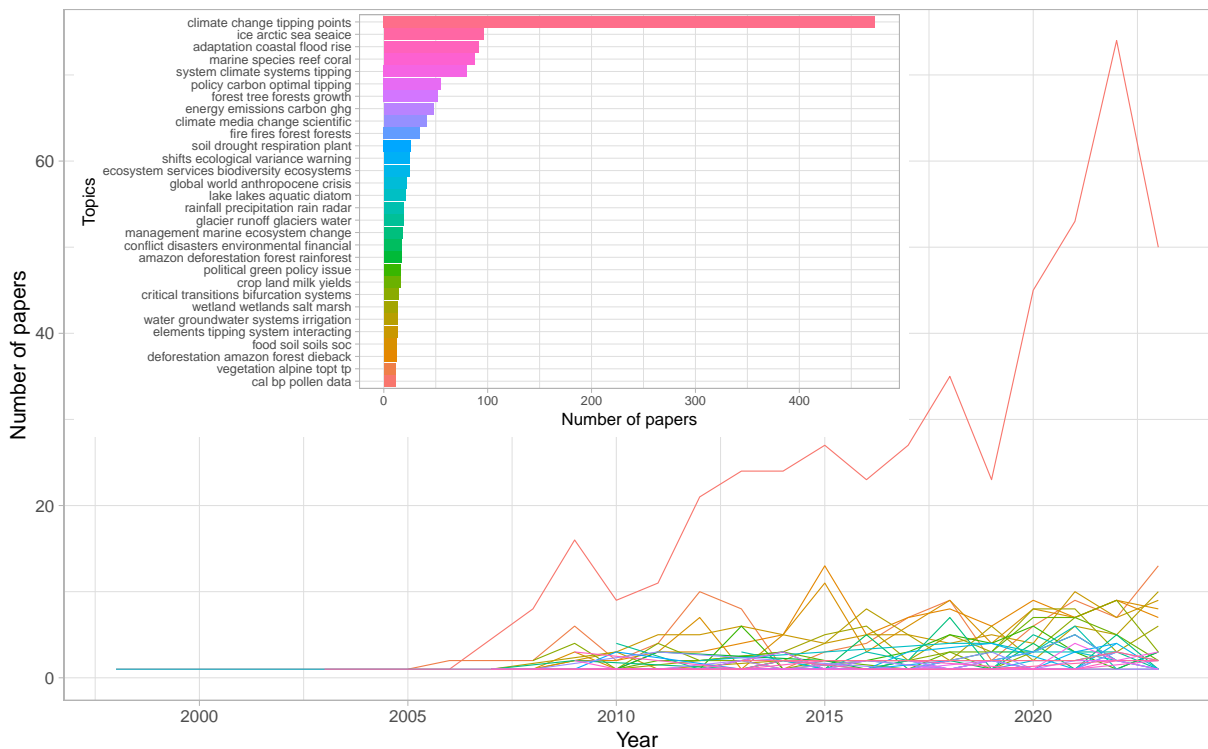 climate change tipping points
ice arctic sea seaice
adaptation coastal flood rise
marine species reef coral
system climate systems tipping
policy carbon optimal tipping
forest tree forests growth
energy emissions carbon ghg
climate media change scientific
fire fires forest forests
soil drought respiration plant
shifts ecological variance warning
ecosystem services biodiversity ecosystems
global world anthropocene crisis
lake lakes aquatic diatom
rainfall precipitation rain radar
glacier runoff glaciers water
management marine ecosystem change
conflict disasters environmental financial
amazon deforestation forest rainforest
political green policy issue
crop land milk yields
critical transitions bifurcation systems
wetland wetlands salt marsh
water groundwater systems irrigation
elements tipping system interacting
food soil soils soc
deforestation amazon forest dieback
vegetation alpine topt tp
cal bp pollen data
Topics
0 100 200 300 400
Number of papers
Number of papers
60
40
20
0
2000 2005 2010 2015 2020
Year